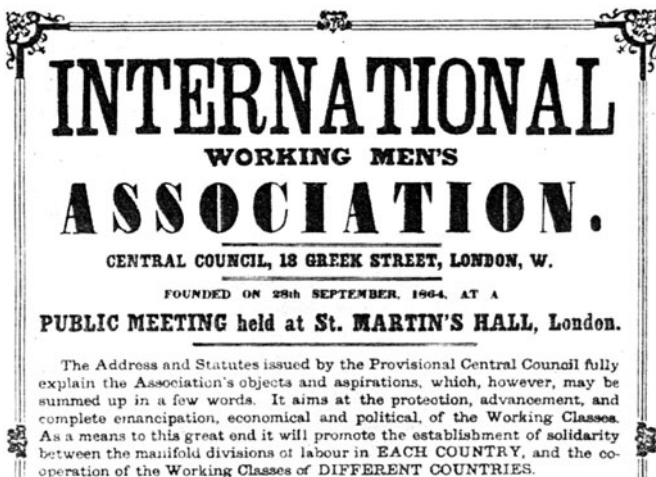 INTERNATIONAL
WORKING MEN'S
ASSOCIATION.
CENTRAL COUNCIL, 18 GREEK STREET, LONDON, W.
FOUNDED ON 28th SEPTEMBER, 1864, AT A
PUBLIC MEETING held at St. MARTIN'S HALL, London.
The Address and Statutes issued by the Provisional Central Council fully
explain the Association's objects and aspirations, which, however, may be
summed up in a few words. It aims at the protection, advancement, and
complete emancipation, economical and political, of the Working Classes.
As a means to this great end it will promote the establishment of solidarity
between the manifold divisions of labour in EACH COUNTRY, and the co-
operation of the Working Classes of DIFFERENT COUNTRIES.